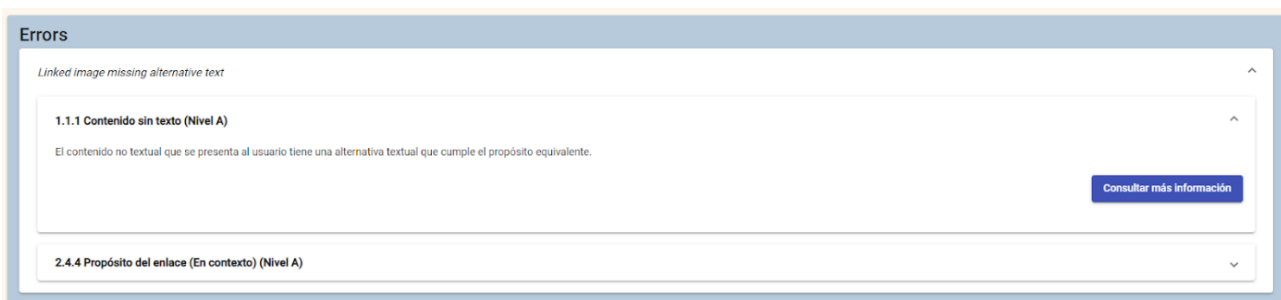 Errors
Linked image missing alternative text
1.1.1 Contenido sin texto (Nivel A)
El contenido no textual que se presenta al usuario tiene una alternativa textual que cumple el propósito equivalente.
Consultar más información
2.4.4 Propósito del enlace (En contexto) (Nivel A)